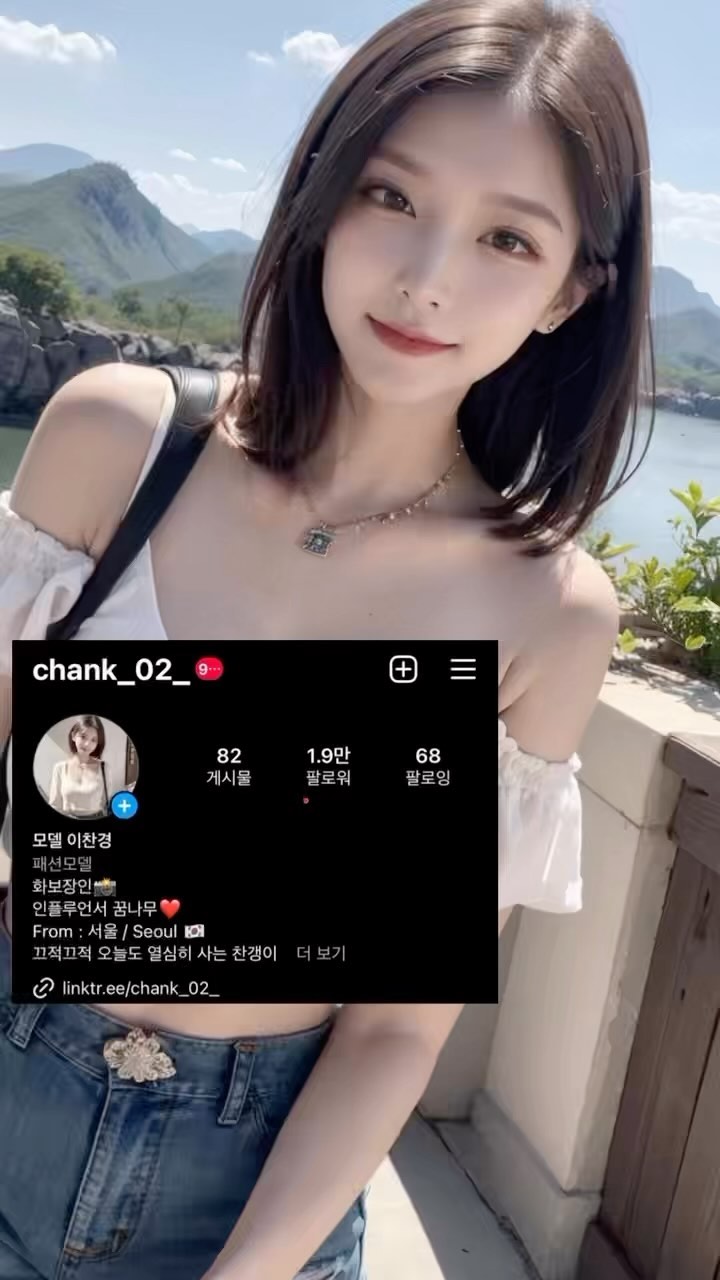 chank_02_ 9···
82 1.9만 68
게시물 팔로워 팔로잉
모델 이찬경
패션모델
화보장인📸
인플루언서 꿈나무❤️
From : 서울 / Seoul 🇰🇷
끄적끄적 오늘도 열심히 사는 찬갱이 더 보기
linktr.ee/chank_02_